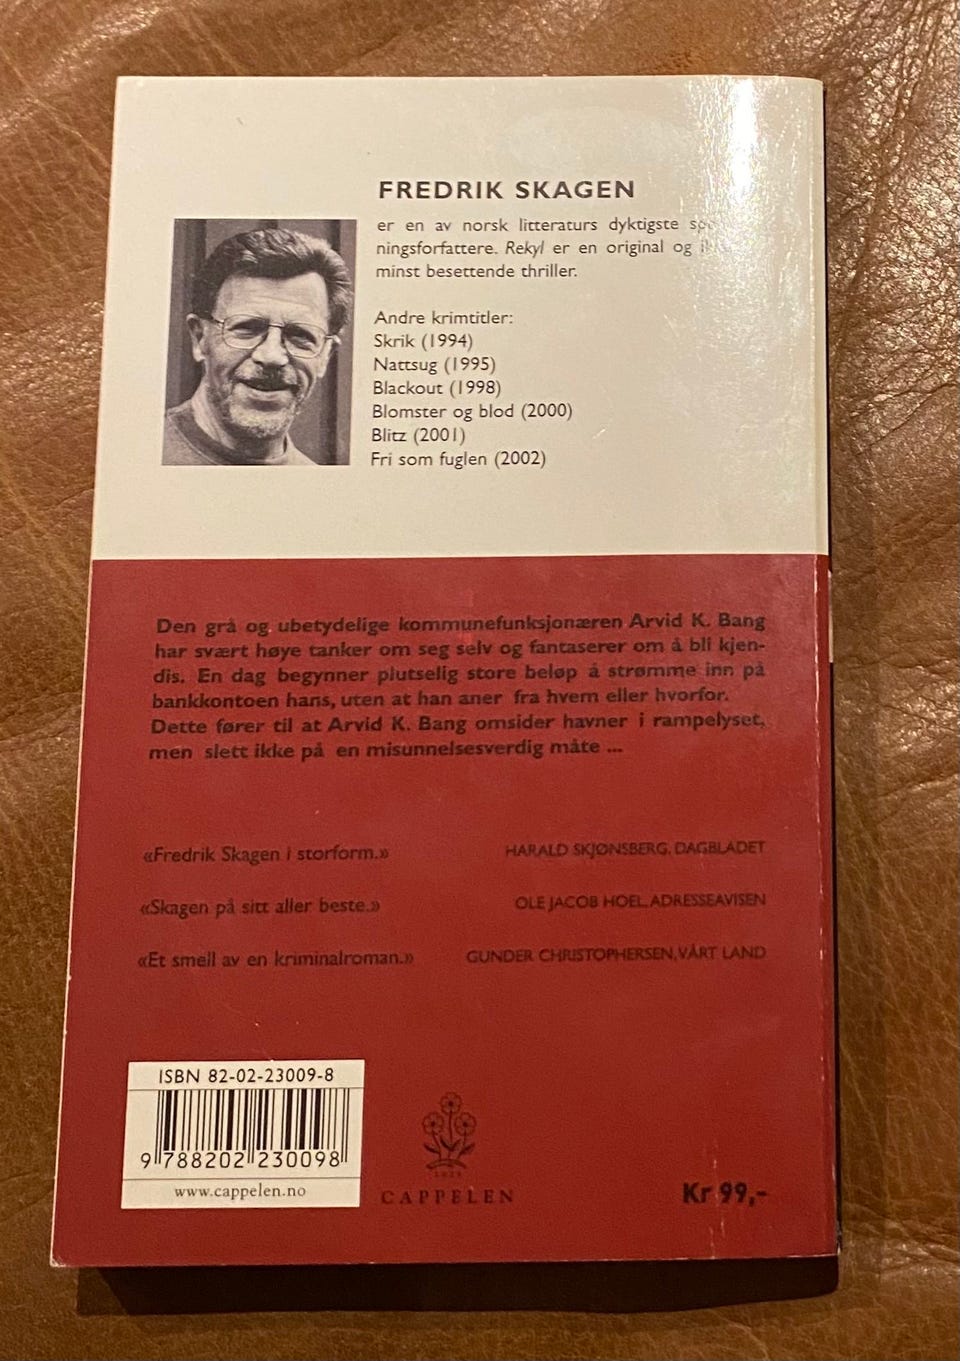 FREDRIK SKAGEN
er en av norsk litteraturs dyktigste
ningsforfattere. Rekyl er en original og
minst besettende thriller.
Andre krimtitler:
Skrik (1994)
Nattsug (1995)
Blackout (1998)
Blomster og blod (2000)
Blitz (2001)
Fri som fuglen (2002)
Den grå og ubetydelige kommunefunksjonæren Arvid K. Bang
har svært høye tanker om seg selv og fantaserer om å bli kjen-
dis. En dag begynner plutselig store beløp å strømme inn på
bankkontoen hans, uten at han aner fra hvem eller hvorfor.
Dette fører til at Arvid K. Bang omsider havner i rampelyset,
men slett ikke på en misunnelsesverdig måte ...
«Fredrik Skagen i storform.» HARALD SKJØNSBERG, DAGBLADET
«Skagen på sitt aller beste.» OLE JACOB HOEL, ADRESSEAVISEN
«Et smell av en kriminalroman.» GUNDER CHRISTOPHERSEN, VÅRT LAND
ISBN 82-02-23009-8
9 788202 230098
www.cappelen.no
CAPPELEN
Kr 99,-